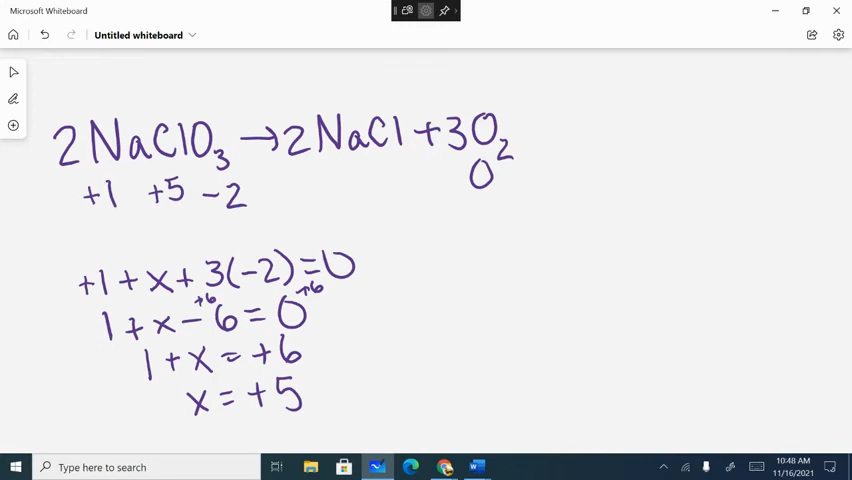 Microsoft Whiteboard
Untitled whiteboard
2NaClO₃ → 2NaCl + 3O₂
+1 +5 -2 0
+1 + x + 3(-2) = 0
+6 +6
1 + x - 6 = 0
1 + x = +6
x = +5
Type here to search
10:48 AM
11/16/2021